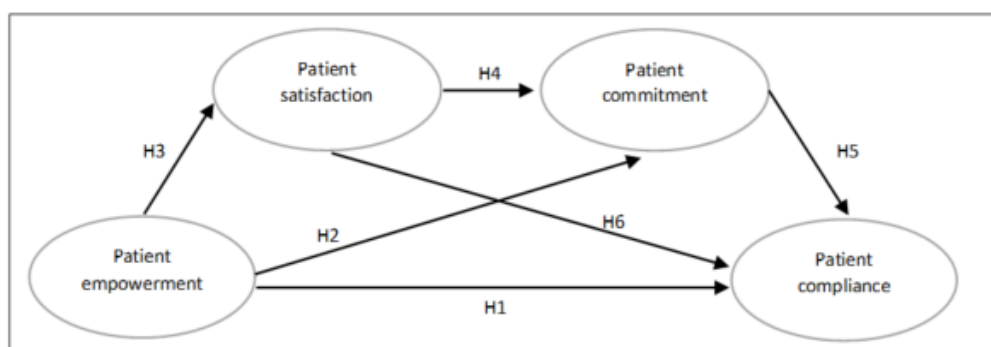 Patient
satisfaction
H4
Patient
commitment
H3
H5
H2
H6
Patient
empowerment
Patient
compliance
H1